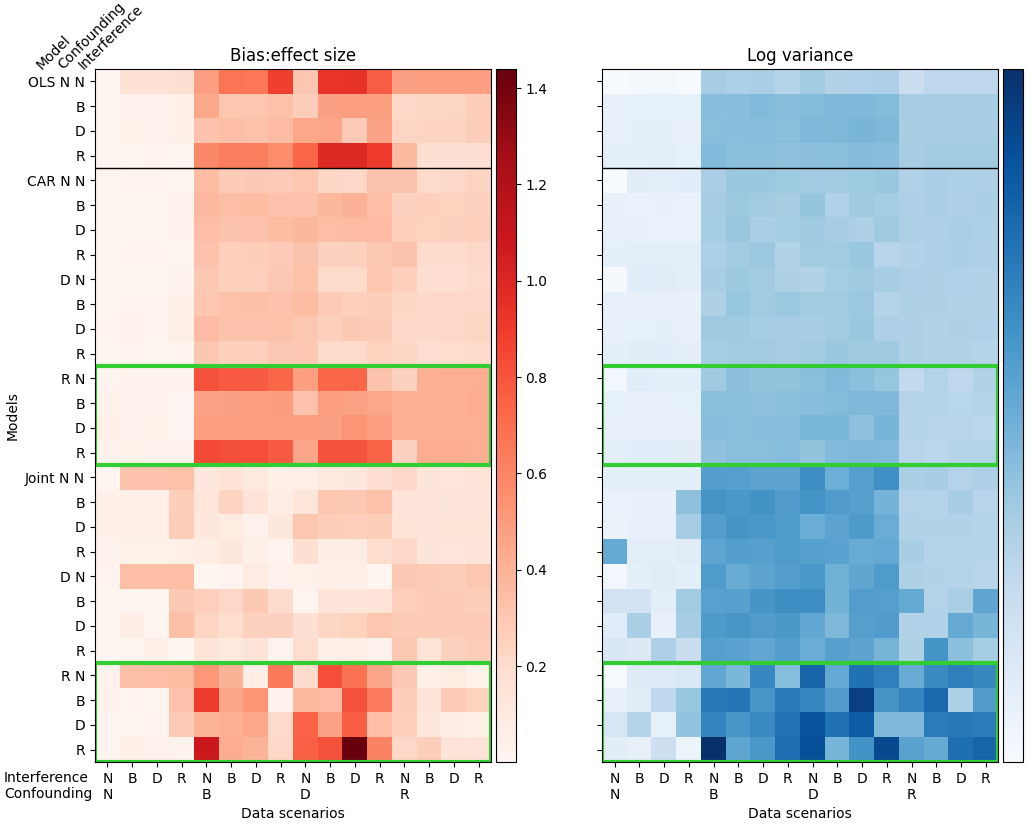 Model
Confounding
Interference
Bias:effect size
Log variance
OLS N N
B
D
R
CAR N N
B
D
R
D N
B
D
R
R N
B
D
R
Joint N N
B
D
R
D N
B
D
R
R N
B
D
R
Models
1.4
1.2
1.0
0.8
0.6
0.4
0.2
Interference N B D R N B D R N B D R N B D R
Confounding N B D R
Data scenarios
N B D R N B D R N B D R N B D R
N B D R
Data scenarios